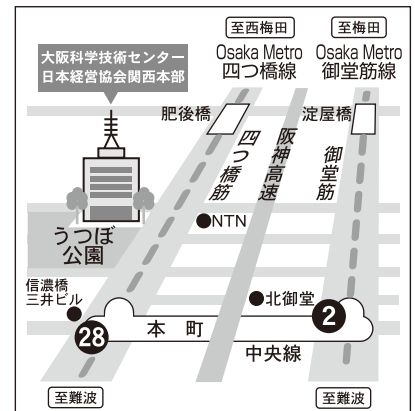 至西梅田
至梅田
大阪科学技術センター
日本経営協会関西本部
Osaka Metro
四つ橋線
Osaka Metro
御堂筋線
肥後橋
淀屋橋
四つ橋筋
阪神高速
御堂筋
NTN
うつぼ
公園
信濃橋
三井ビル
北御堂
2
28
本町
中央線
至難波
至難波